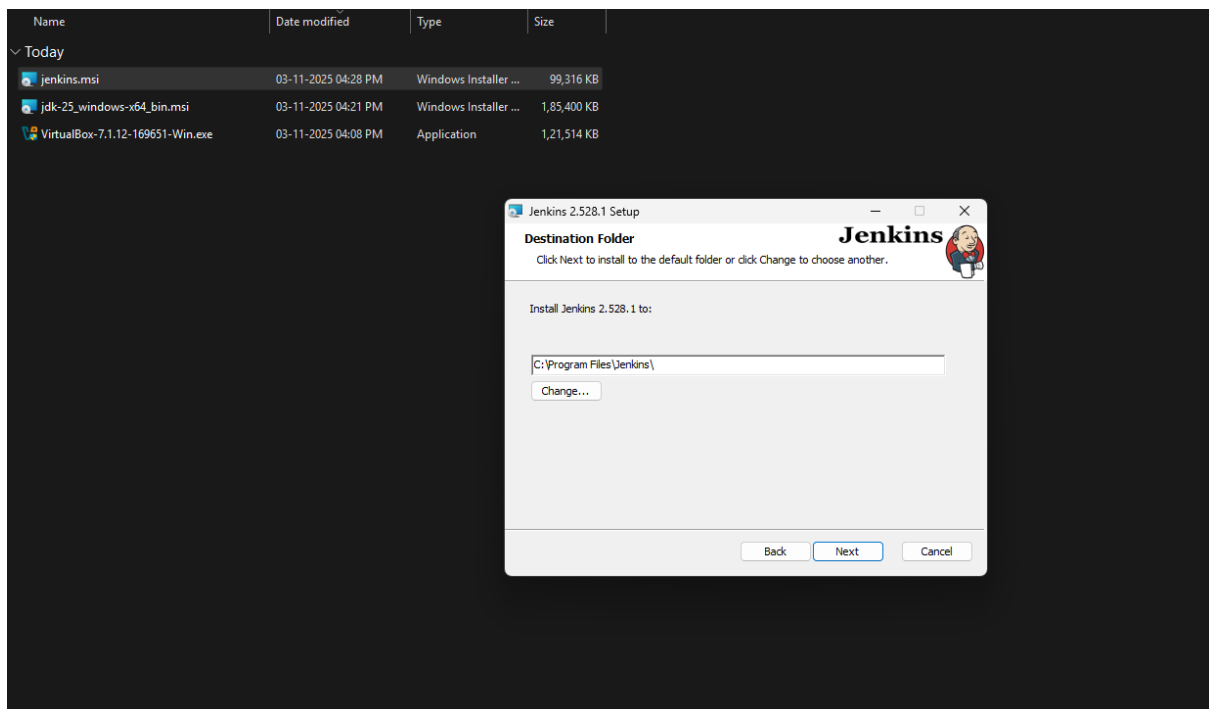 Name Date modified Type Size
Today
jenkins.msi 03-11-2025 04:28 PM Windows Installer ... 99,316 KB
jdk-25_windows-x64_bin.msi 03-11-2025 04:21 PM Windows Installer ... 1,85,400 KB
VirtualBox-7.1.12-169651-Win.exe 03-11-2025 04:08 PM Application 1,21,514 KB
Jenkins 2.528.1 Setup
Destination Folder
Jenkins
Click Next to install to the default folder or click Change to choose another.
Install Jenkins 2.528.1 to:
C:\Program Files\Jenkins\
Change...
Back Next Cancel